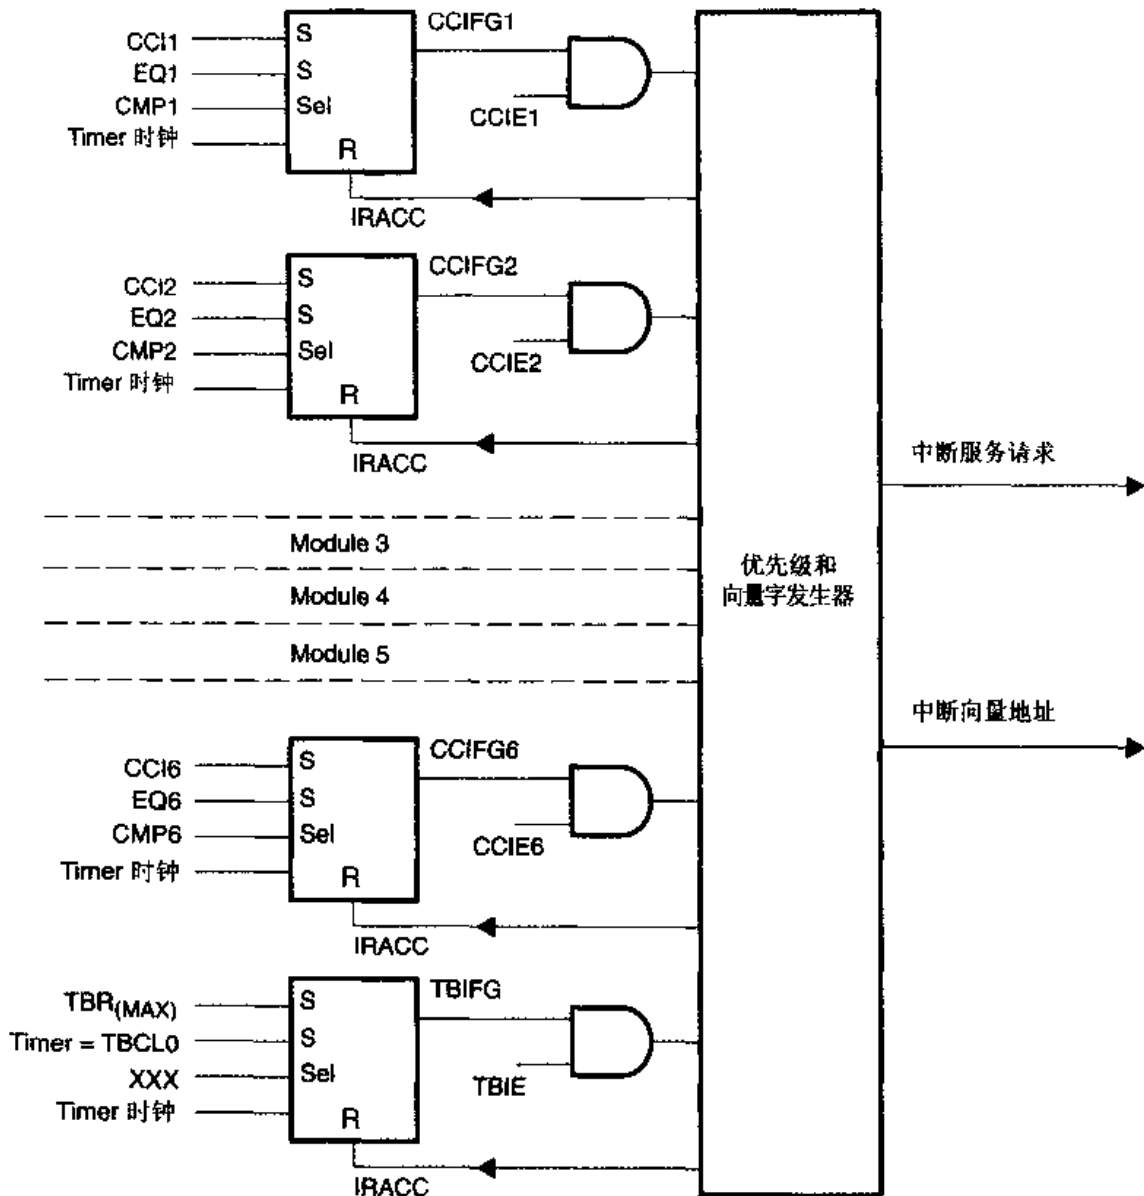 CCI1
EQ1
CMP1
Timer 时钟
S
S
Sel
R
CCIFG1
CCIE1
IRACC
CCI2
EQ2
CMP2
Timer 时钟
S
S
Sel
R
CCIFG2
CCIE2
IRACC
Module 3
Module 4
Module 5
CCI6
EQ6
CMP6
Timer 时钟
S
S
Sel
R
CCIFG6
CCIE6
IRACC
TBR(MAX)
Timer = TBCL0
XXX
Timer 时钟
S
S
Sel
R
TBIFG
TBIE
IRACC
优先级和
向量字发生器
中断服务请求
中断向量地址